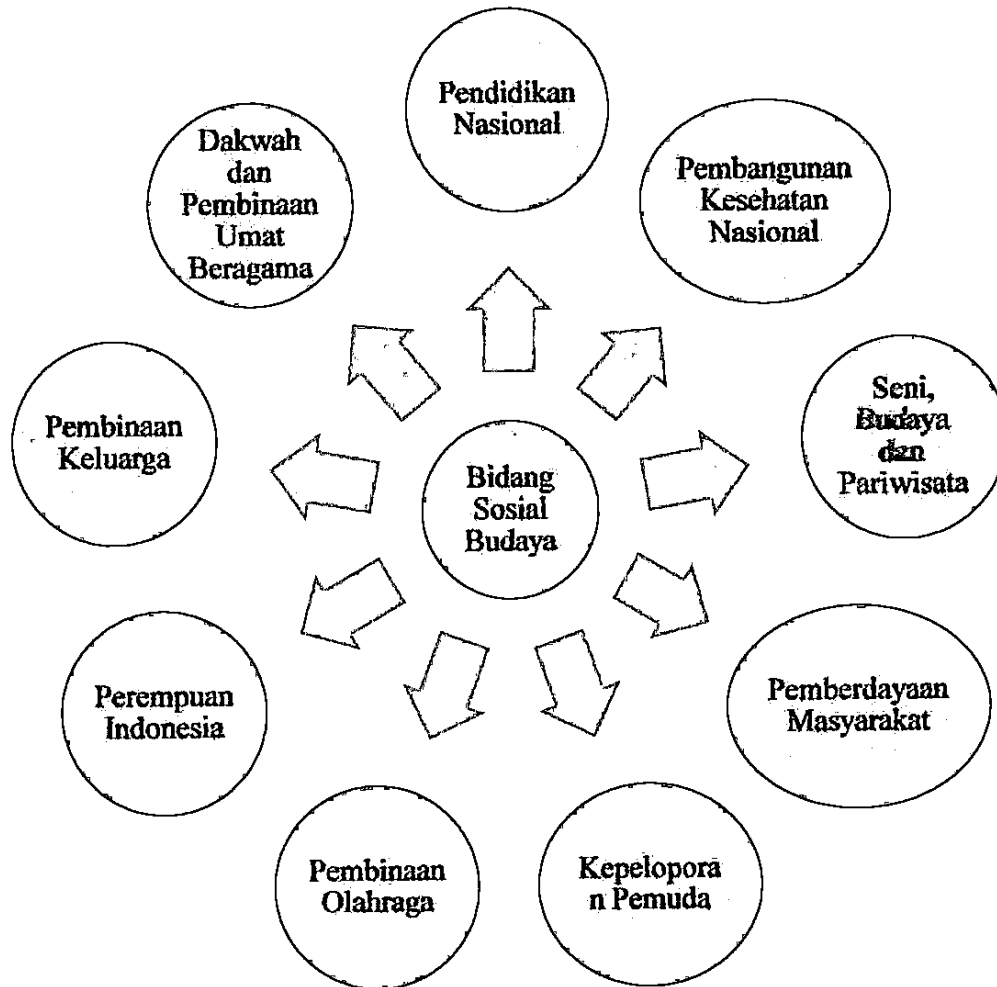 Pendidikan
Nasional
Pembangunan
Kesehatan
Nasional
Seni,
Budaya
dan
Pariwisata
Pemberdayaan
Masyarakat
Kepelopora
n Pemuda
Pembinaan
Olahraga
Perempuan
Indonesia
Pembinaan
Keluarga
Dakwah
dan
Pembinaan
Umat
Beragama
Bidang
Sosial
Budaya